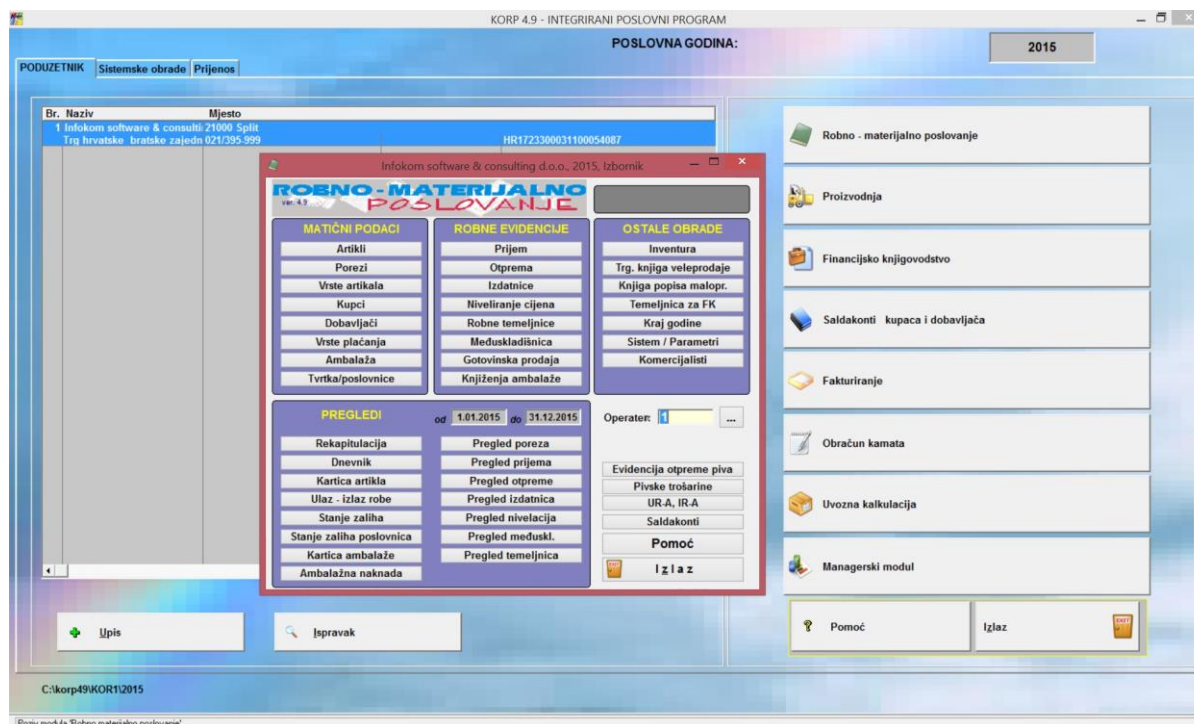 KORP 4.9 - INTEGRIRANI POSLOVNI PROGRAM
POSLOVNA GODINA:
2015
PODUZETNIK
Sistemske obrade
Prijenos
Br. Naziv Mjesto
1 Infokom software & consulti 21000 Split
Trg hrvatske bratske zajedn 021/395-999 HR1723300031100054087
Infokom software & consulting d.o.o., 2015, Izbornik
ROBNO - MATERIJALNO
ver. 4.9
POSLOVANJE
MATIČNI PODACI
Artikli
Porezi
Vrste artikala
Kupci
Dobavljači
Vrste plaćanja
Ambalaža
Tvrtka/poslovnice
ROBNE EVIDENCIJE
Prijem
Otprema
Izdatnice
Niveliranje cijena
Robne temeljnice
Međuskladišnica
Gotovinska prodaja
Knjiženja ambalaže
OSTALE OBRADE
Inventura
Trg. knjiga veleprodaje
Knjiga popisa malopr.
Temeljnica za FK
Kraj godine
Sistem / Parametri
Komercijalisti
PREGLEDI
od 1.01.2015 do 31.12.2015
Rekapitulacija
Dnevnik
Kartica artikla
Ulaz - izlaz robe
Stanje zaliha
Stanje zaliha poslovnica
Kartica ambalaže
Ambalažna naknada
Pregled poreza
Pregled prijema
Pregled otpreme
Pregled izdatnica
Pregled nivelacija
Pregled međuskl.
Pregled temeljnica
Operater: 1 ...
Evidencija otpreme piva
Pivske trošarine
UR-A, IR-A
Saldakonti
Pomoć
Izlaz
Robno - materijalno poslovanje
Proizvodnja
Financijsko knjigovodstvo
Saldakonti kupaca i dobavljača
Fakturiranje
Obračun kamata
Uvozna kalkulacija
Managerski modul
Pomoć
Izlaz
EXIT
Upis
Ispravak
C:\korp49\KOR1\2015
Poziv modula 'Robno materijalno poslovanje'